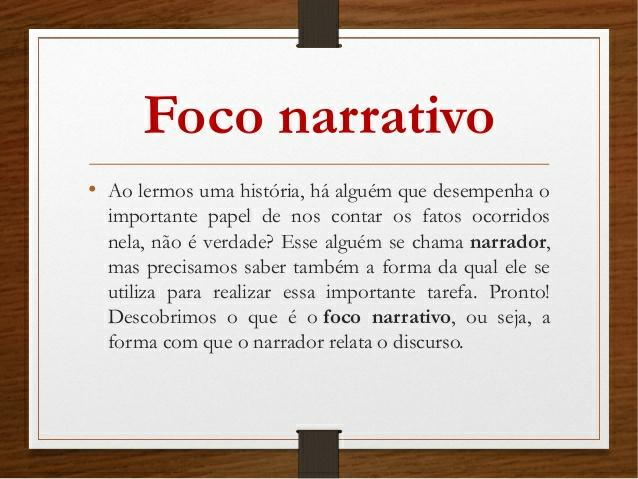 Foco narrativo
• Ao lermos uma história, há alguém que desempenha o
importante papel de nos contar os fatos ocorridos
nela, não é verdade? Esse alguém se chama narrador,
mas precisamos saber também a forma da qual ele se
utiliza para realizar essa importante tarefa. Pronto!
Descobrimos o que é o foco narrativo, ou seja, a
forma com que o narrador relata o discurso.